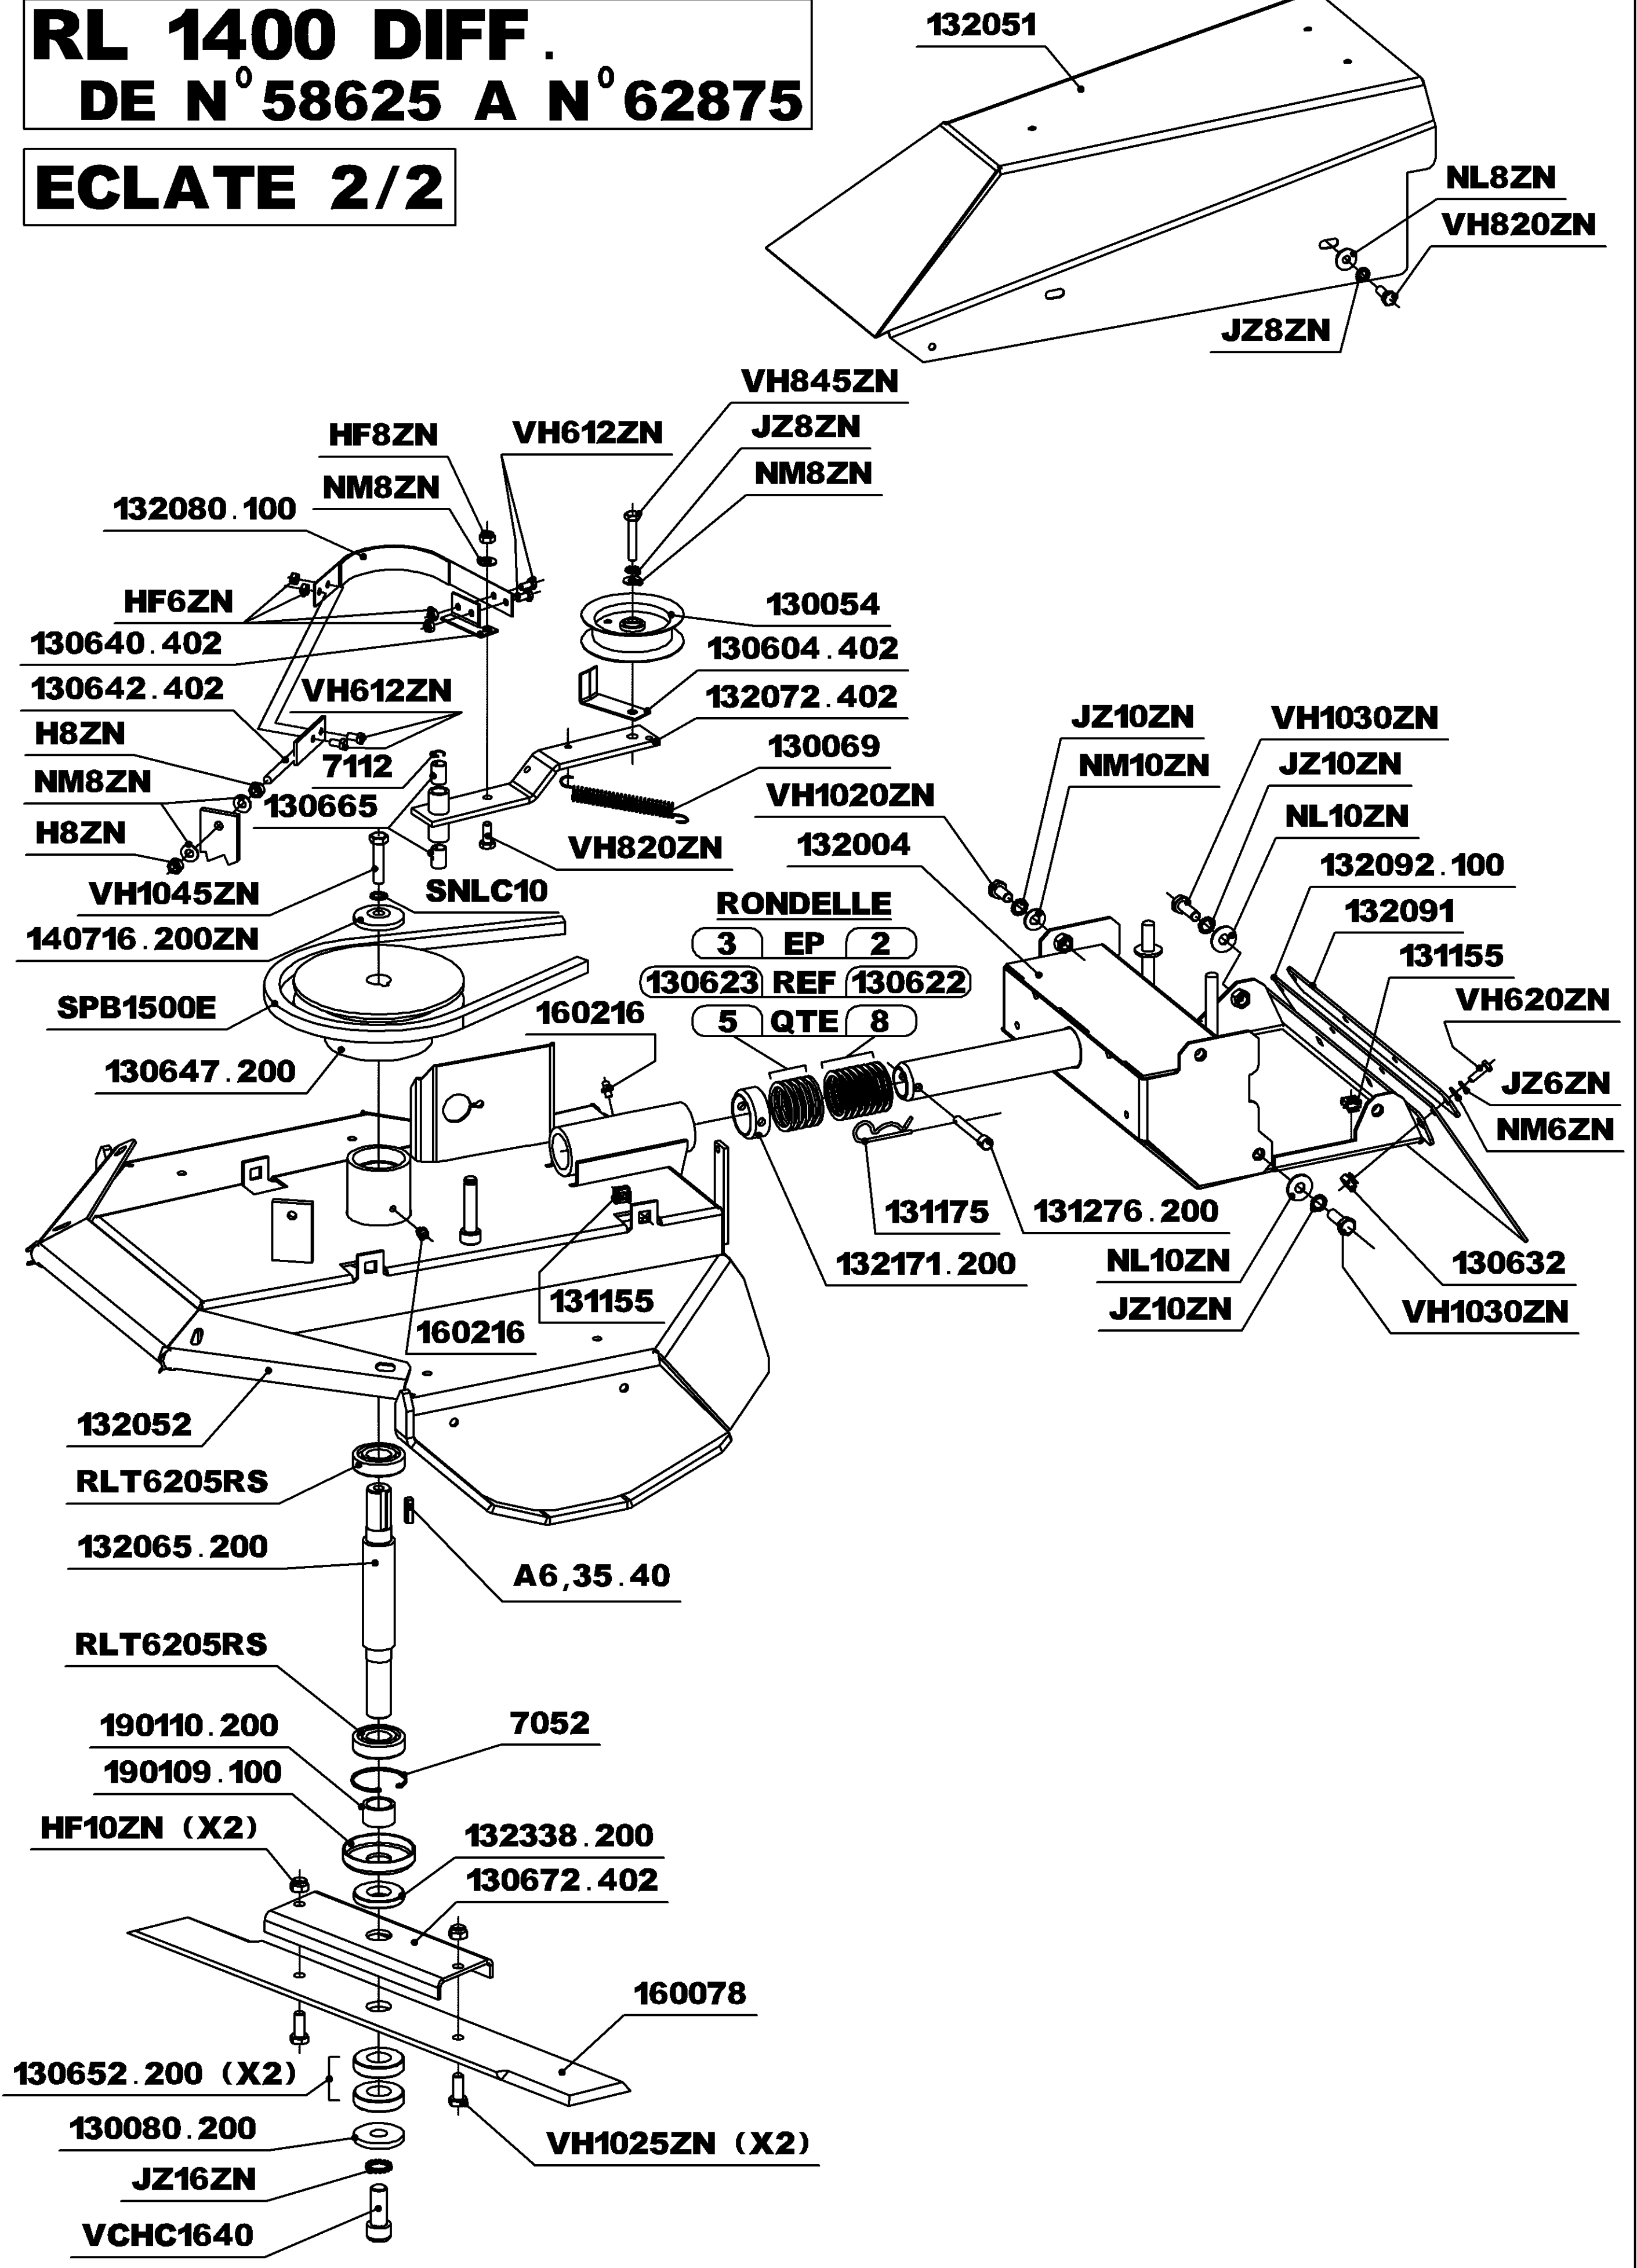 RL 1400 DIFF.
DE N° 58625 A N° 62875
ECLATE 2/2
132051
NL8ZN
VH820ZN
JZ8ZN
VH845ZN
HF8ZN
VH612ZN
JZ8ZN
NM8ZN
NM8ZN
132080.100
HF6ZN
130054
130640.402
130604.402
130642.402
VH612ZN
132072.402
H8ZN
JZ10ZN
VH1030ZN
7112
130069
NM8ZN
NM10ZN
JZ10ZN
130665
VH1020ZN
NL10ZN
H8ZN
VH820ZN
132004
132092.100
VH1045ZN
SNLC10
RONDELLE
132091
140716.200ZN
3 EP 2
131155
130623 REF 130622
SPB1500E
160216
5 QTE 8
VH620ZN
130647.200
JZ6ZN
NM6ZN
131175
131276.200
132171.200
NL10ZN
130632
131155
JZ10ZN
VH1030ZN
160216
132052
RLT6205RS
132065.200
A6,35.40
RLT6205RS
190110.200
7052
190109.100
HF10ZN (X2)
132338.200
130672.402
160078
130652.200 (X2)
130080.200
VH1025ZN (X2)
JZ16ZN
VCHC1640